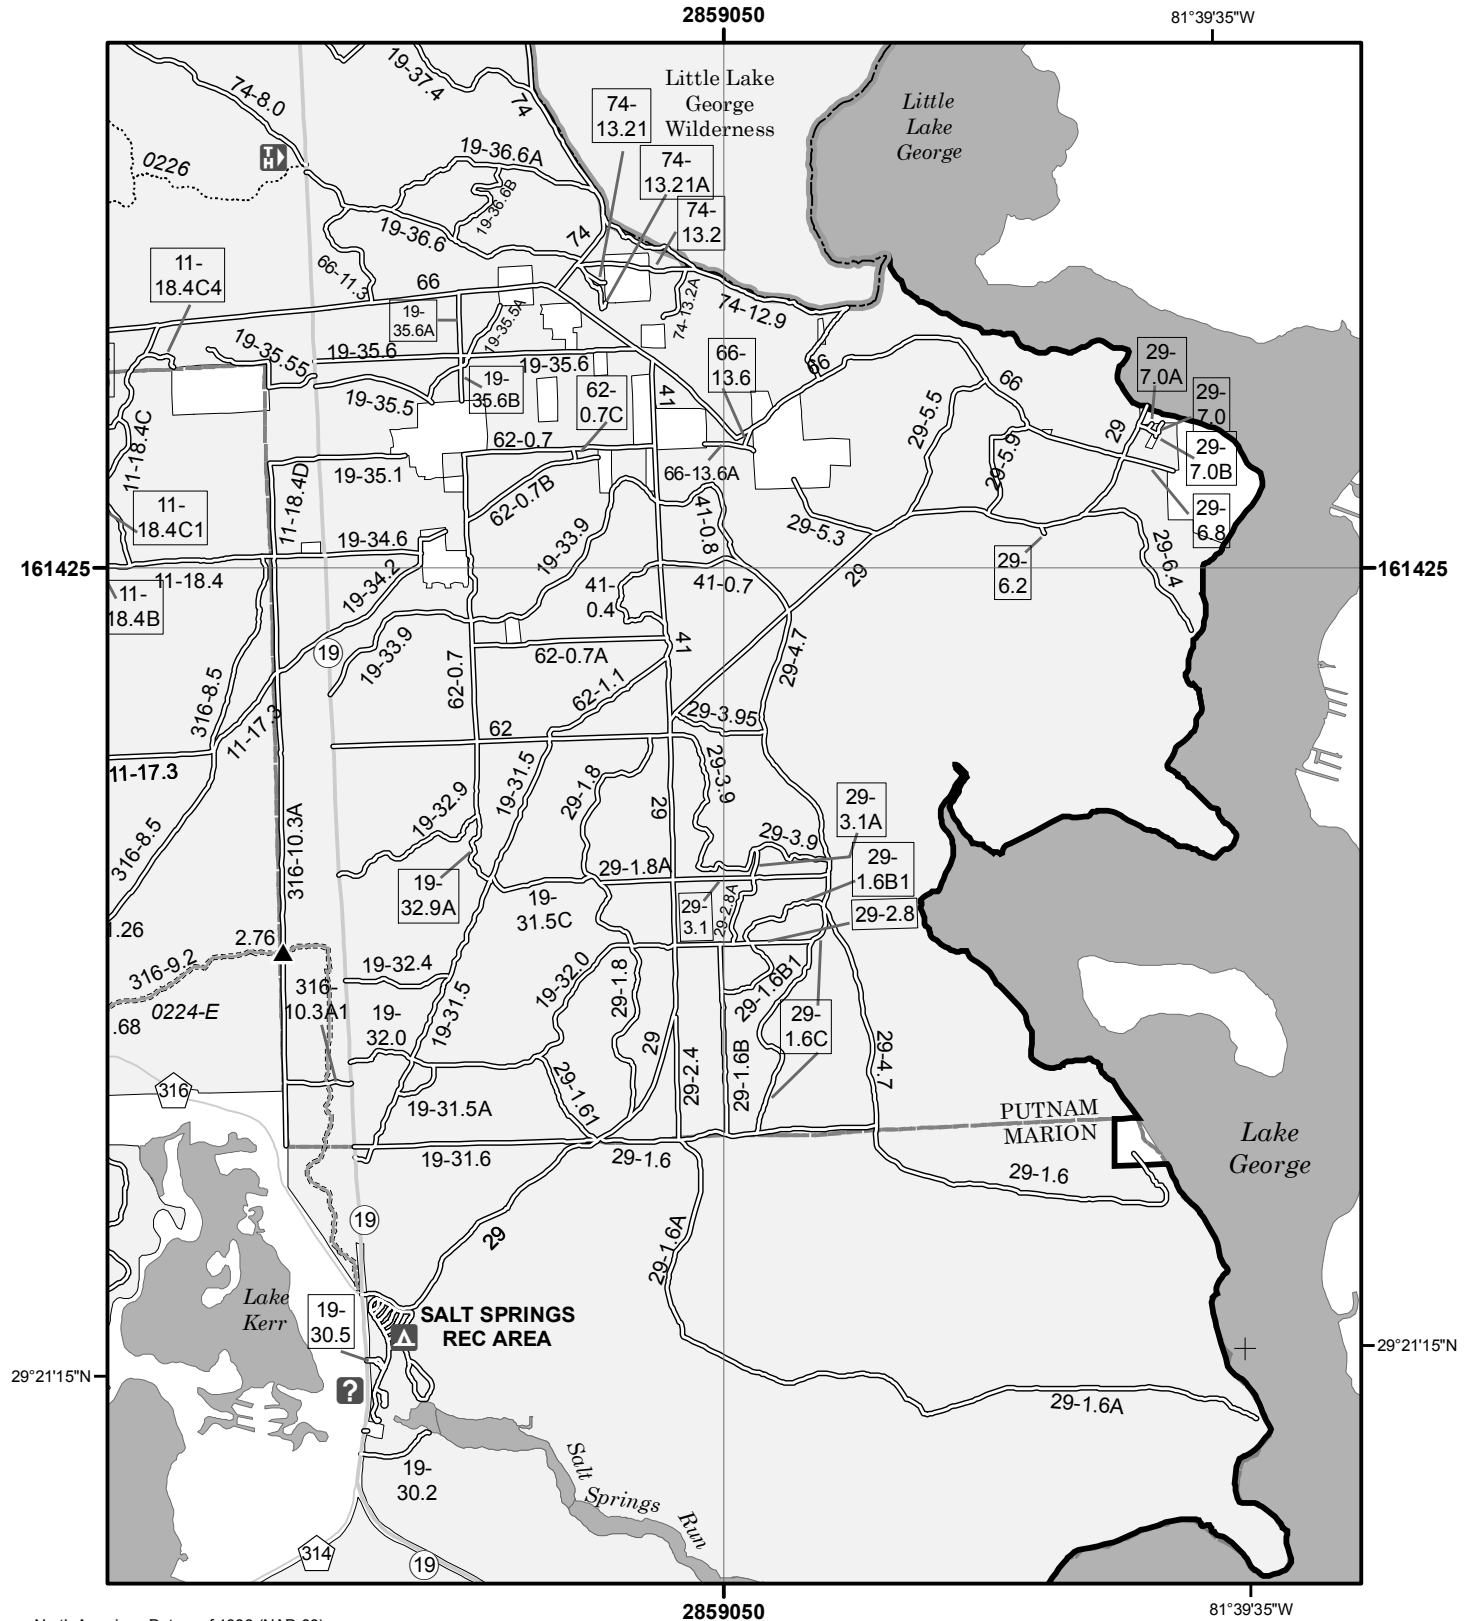 2859050
81°39'35"W
74-8.0
19-37.4
74
Little Lake
George
Wilderness
Little
Lake
George
74-
13.21
0226
TH
19-36.6A
74-
13.21A
19-36.6B
74-
13.2
19-36.6
74
11-
18.4C4
66-11.3
66
19-
35.6A
19-35.5A
74-13.2A
74-12.9
19-35.55
19-35.6
19-35.6
66-
13.6
66
29-
7.0A
66
19-
35.6B
62-
0.7C
41
29-
7.0
19-35.5
29-5.5
29
11-18.4C
62-0.7
29-5.9
29-
7.0B
19-35.1
66-13.6A
11-18.4D
62-0.7B
11-
18.4C1
41-0.8
29-5.3
29-
6.8
19-34.6
19-33.9
29-6.4
161425
161425
11-18.4
19-34.2
41-
0.4
41-0.7
29
29-
6.2
11-
18.4B
19
19-33.9
62-0.7A
41
29-4.7
316-8.5
62-0.7
62-1.1
11-17.3
62
29-3.95
11-17.3
19-31.5
29-1.8
29-3.9
19-32.9
29
29-
3.1A
316-8.5
316-10.3A
29-3.9
29-1.8A
29-
1.6B1
19-
32.9A
19-
31.5C
29-
3.1
29-2.8A
29-2.8
.26
2.76
316-9.2
19-32.4
19-32.0
29-1.8
29-1.6B1
0224-E
316-
10.3A1
.68
19-
32.0
19-31.5
29-
1.6C
29
29-2.4
29-1.6B
29-4.7
316
29-1.61
19-31.5A
PUTNAM
MARION
Lake
George
19-31.6
29-1.6
29-1.6
19
29
29-1.6A
Lake
Kerr
19-
30.5
SALT SPRINGS
REC AREA
29°21'15"N
29°21'15"N
?
29-1.6A
19-
30.2
Salt
Springs
Run
314
19
2859050
81°39'35"W